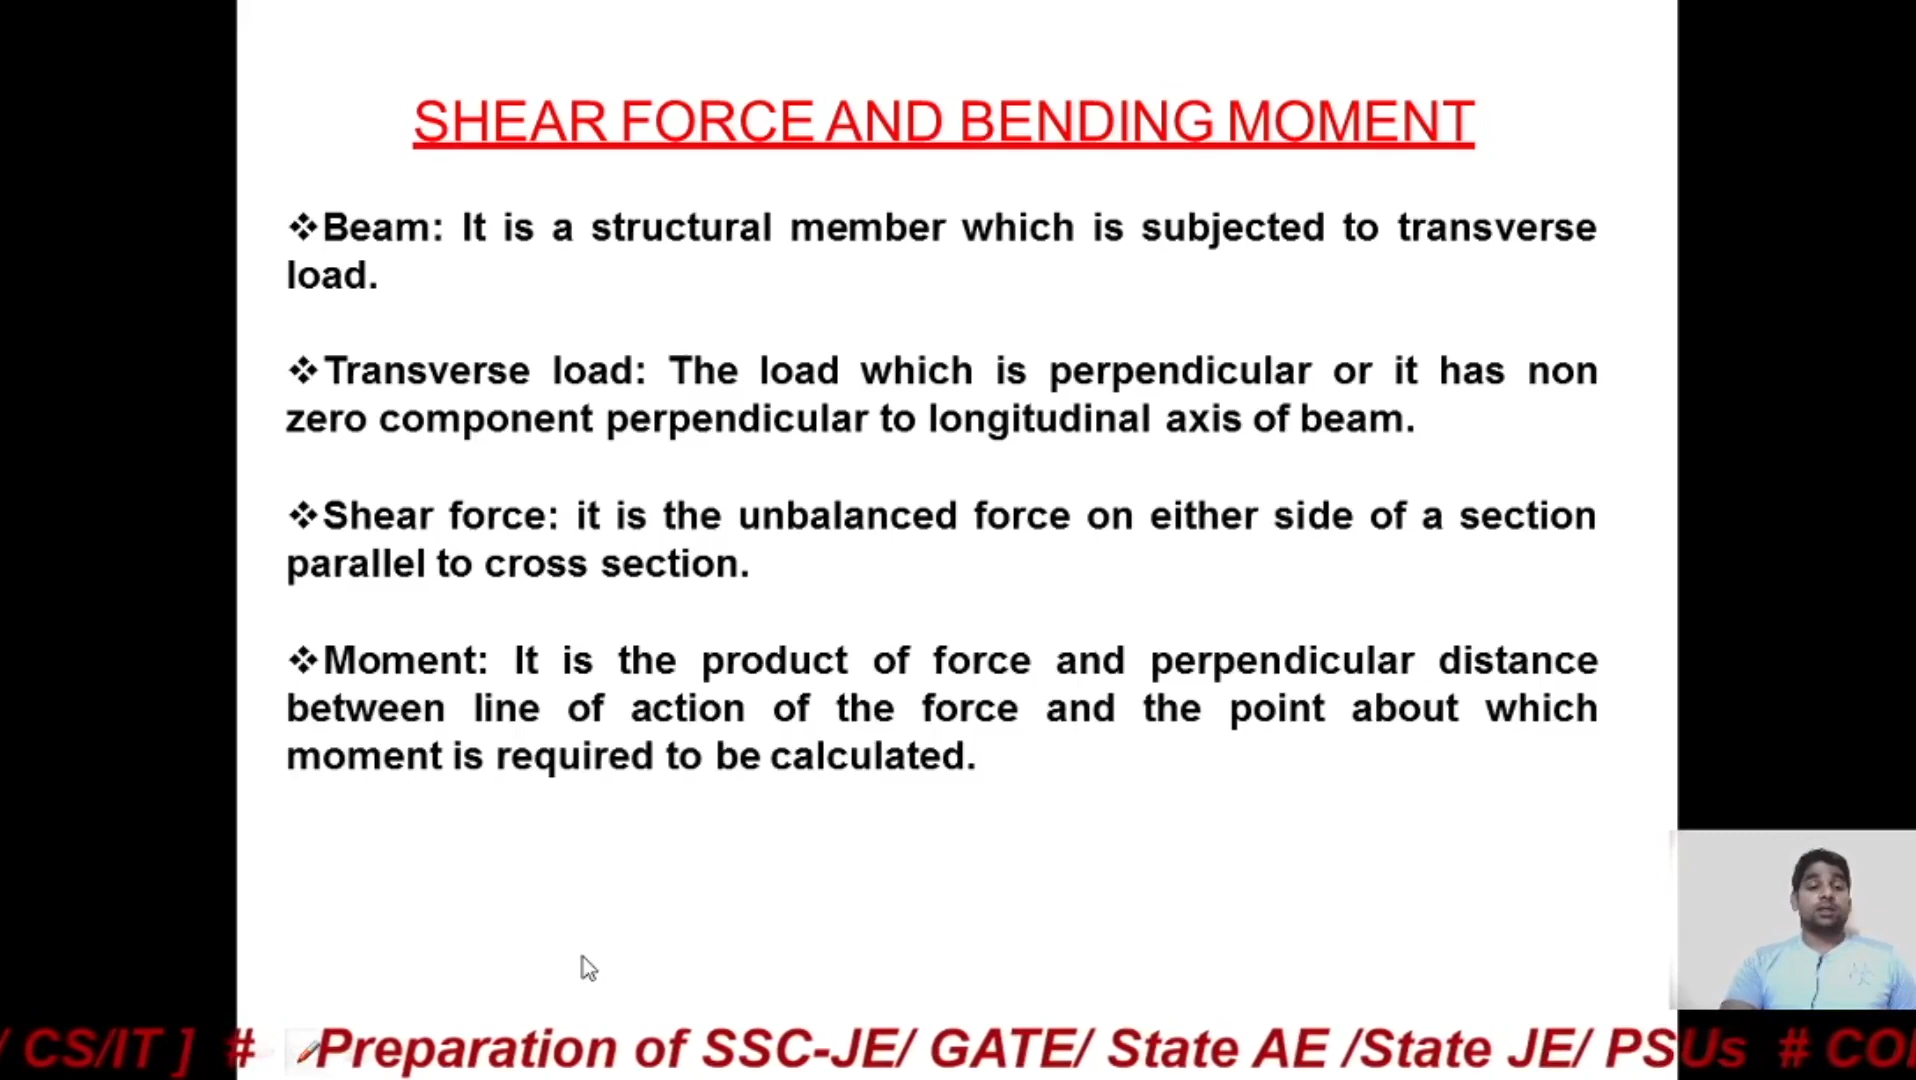 SHEAR FORCE AND BENDING MOMENT
❖Beam: It is a structural member which is subjected to transverse
load.
❖Transverse load: The load which is perpendicular or it has non
zero component perpendicular to longitudinal axis of beam.
❖Shear force: it is the unbalanced force on either side of a section
parallel to cross section.
❖Moment: It is the product of force and perpendicular distance
between line of action of the force and the point about which
moment is required to be calculated.
/ CS/IT ] # Preparation of SSC-JE/ GATE/ State AE /State JE/ PSUs #